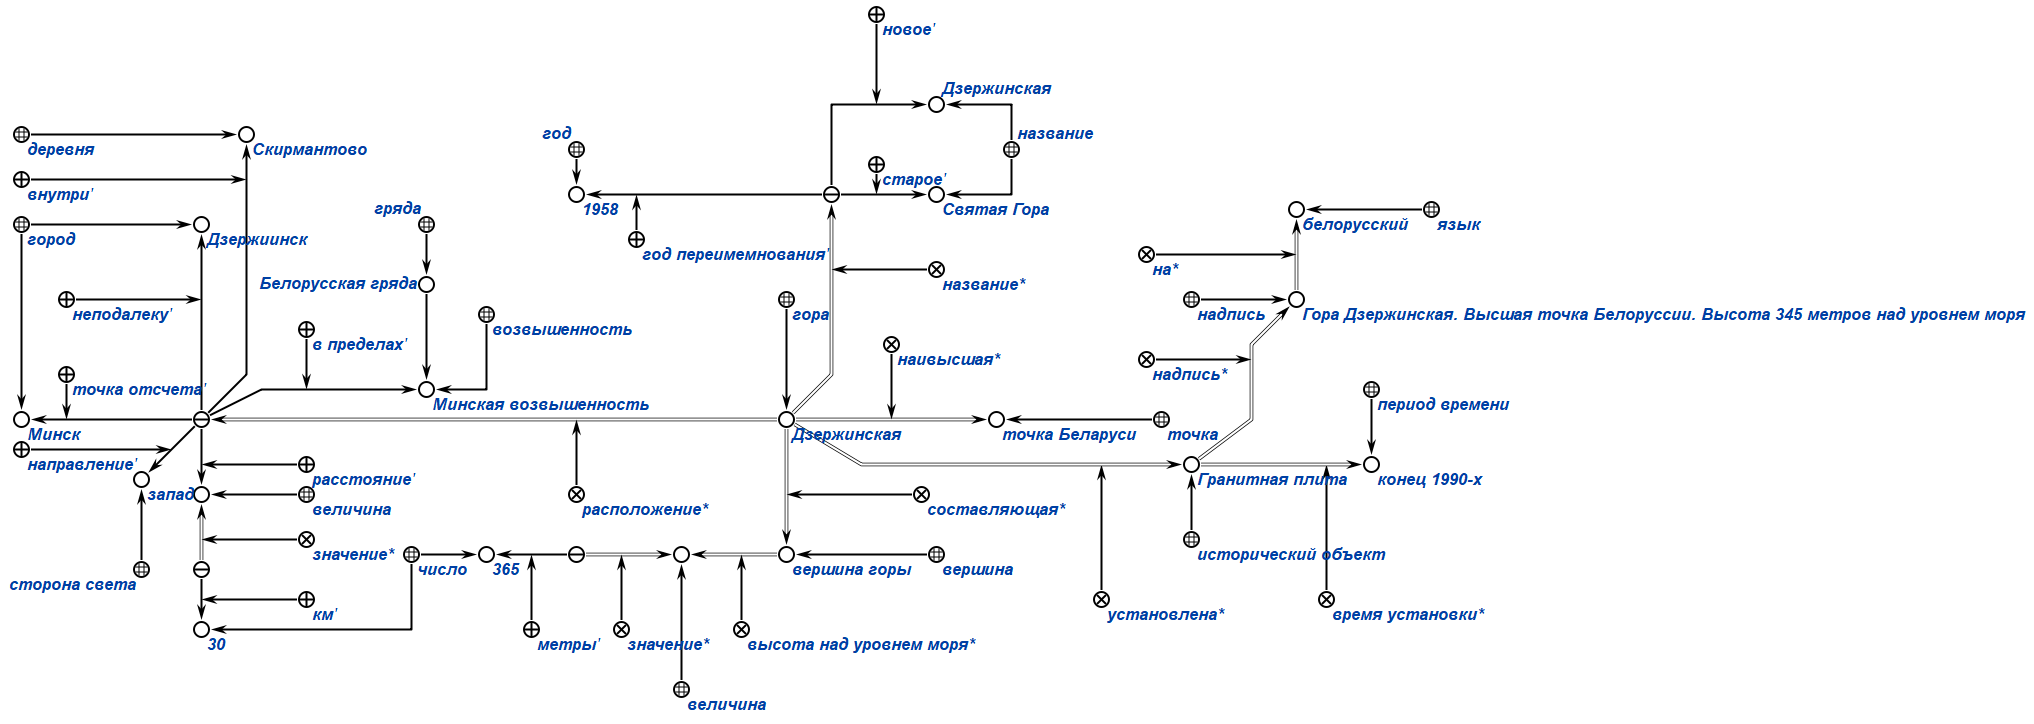 новое'
Дзержинская
год
название
деревня
Скирмантово
старое'
внутри'
1958
Святая Гора
гряда
белорусский
язык
город
Дзержиинск
год переимемнования'
на*
Белорусская гряда
название*
неподалеку'
гора
надпись
Гора Дзержинская. Высшая точка Белоруссии. Высота 345 метров над уровнем моря
возвышенность
в пределах'
наивысшая*
надпись*
точка отсчета'
Минская возвышенность
период времени
Минск
Дзержинская
точка Беларуси
точка
направление'
расстояние'
Гранитная плита
конец 1990-х
запад
величина
расположение*
составляющая*
значение*
исторический объект
сторона света
число
365
вершина горы
вершина
км'
установлена*
время установки*
30
метры'
значение*
высота над уровнем моря*
величина